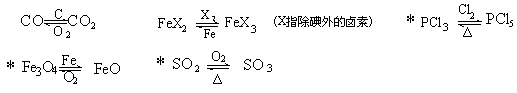 CO ⇌ CO₂ (C. / O₂) FeX₂ ⇌ FeX₃ (X₂ / Fe) (X指除碘外的卤素) * PCl₃ ⇌ PCl₅ (Cl₂ / △)
* Fe₃O₄ ⇌ FeO (Fe / O₂) * SO₂ ⇌ SO₃ (O₂ / △)